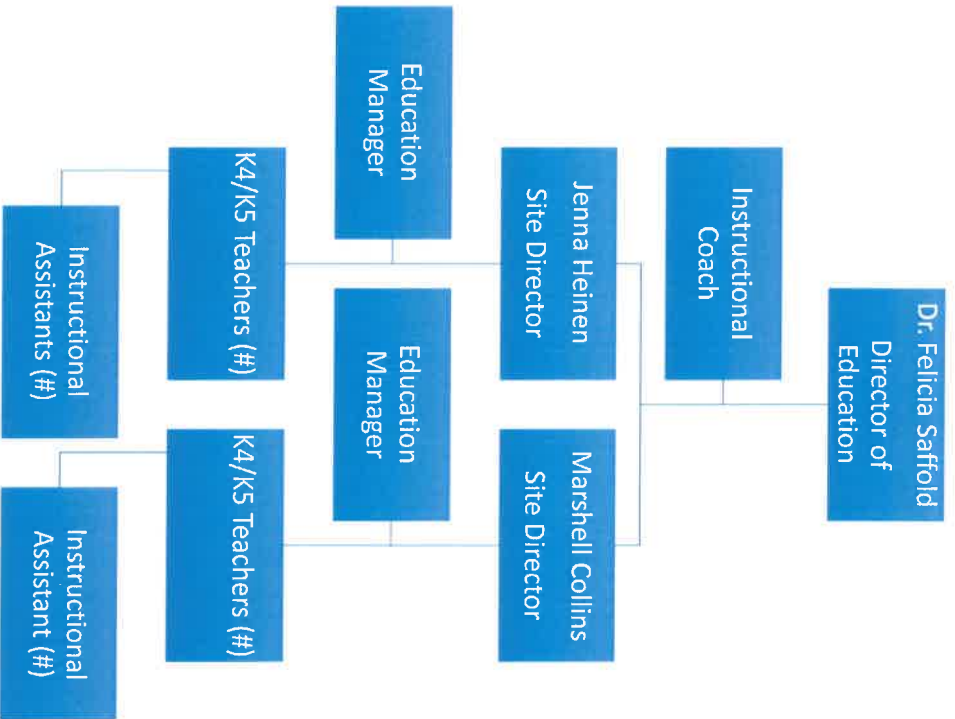 Dr. Felicia Saffold
Director of
Education
Instructional
Coach
Jenna Heinen
Site Director
Marshell Collins
Site Director
Education
Manager
Education
Manager
K4/K5 Teachers (#)
K4/K5 Teachers (#)
Instructional
Assistants (#)
Instructional
Assistant (#)